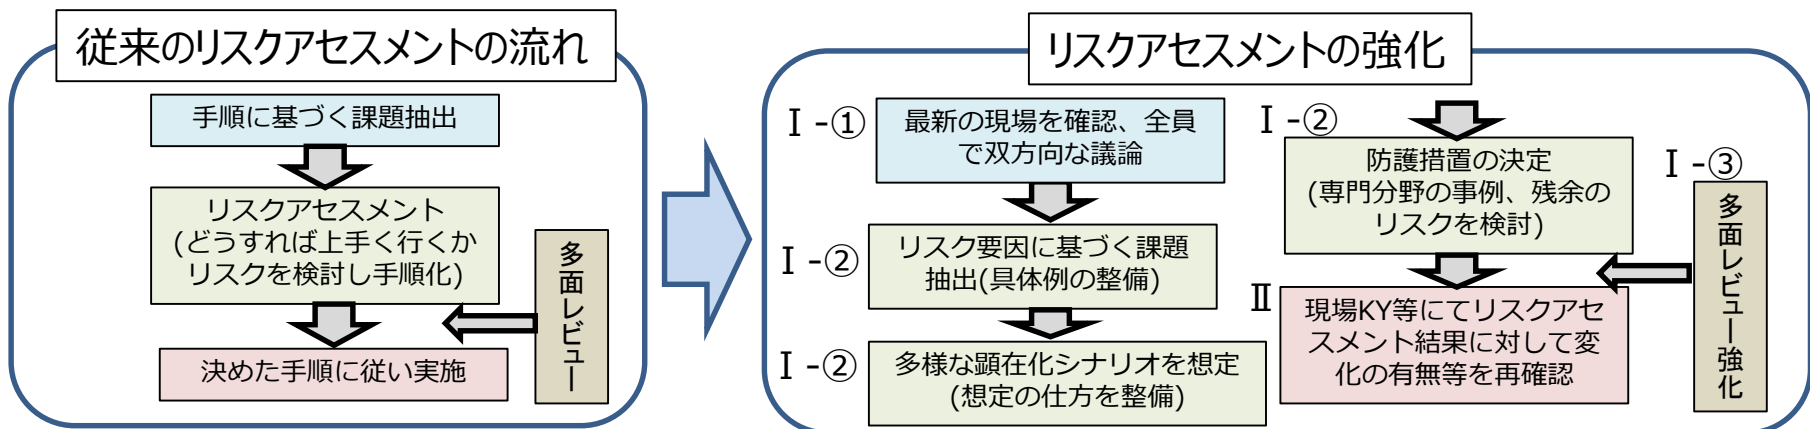 従来のリスクアセスメントの流れ
手順に基づく課題抽出
リスクアセスメント
(どうすれば上手く行くか
リスクを検討し手順化)
多面レビュー
決めた手順に従い実施
リスクアセスメントの強化
Ⅰ-①
最新の現場を確認、全員
で双方向な議論
Ⅰ-②
リスク要因に基づく課題
抽出(具体例の整備)
Ⅰ-②
多様な顕在化シナリオを想定
(想定の仕方を整備)
Ⅰ-②
防護措置の決定
(専門分野の事例、残余の
リスクを検討)
Ⅰ-③
多面レビュー強化
Ⅱ
現場KY等にてリスクアセ
スメント結果に対して変
化の有無等を再確認